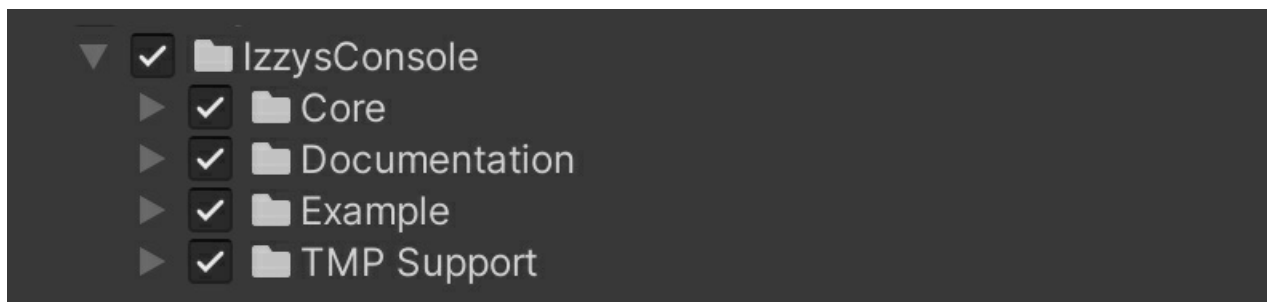 IzzysConsole
Core
Documentation
Example
TMP Support